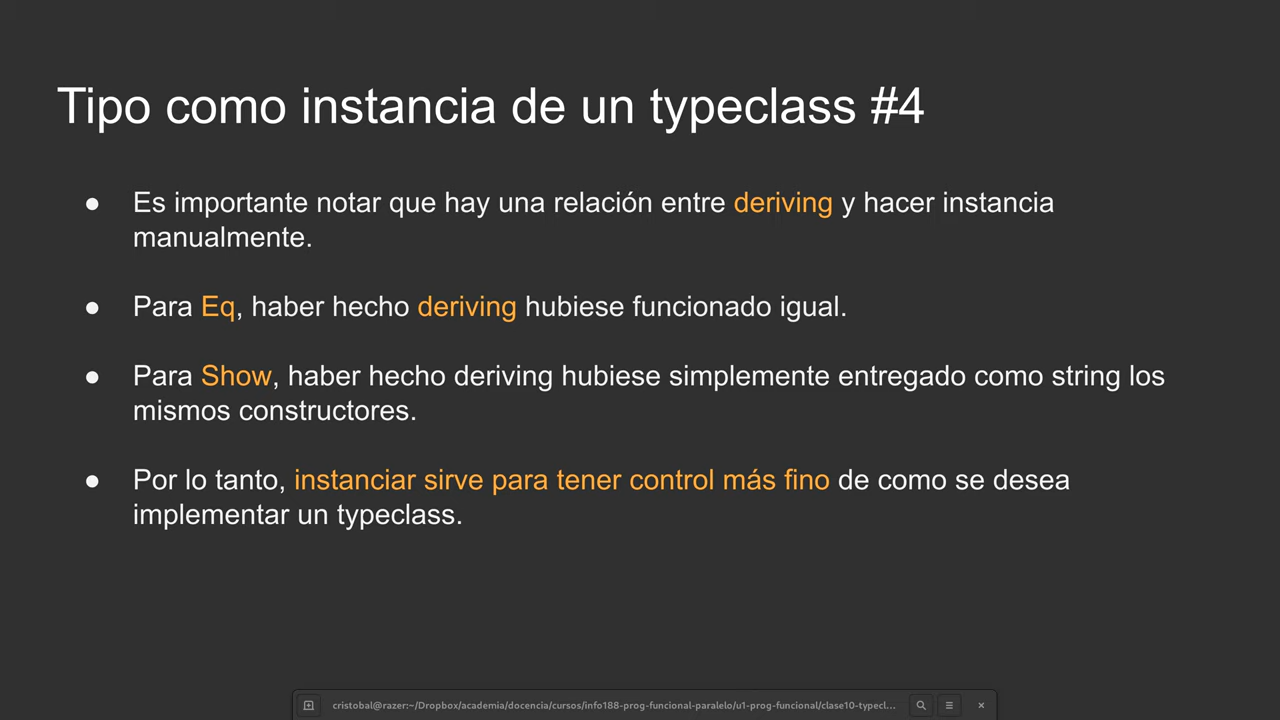 Tipo como instancia de un typeclass #4
● Es importante notar que hay una relación entre deriving y hacer instancia
manualmente.
● Para Eq, haber hecho deriving hubiese funcionado igual.
● Para Show, haber hecho deriving hubiese simplemente entregado como string los
mismos constructores.
● Por lo tanto, instanciar sirve para tener control más fino de como se desea
implementar un typeclass.
cristobal@razer:~/Dropbox/academia/docencia/cursos/info188-prog-funcional-paralelo/u1-prog-funcional/clase10-typecl...